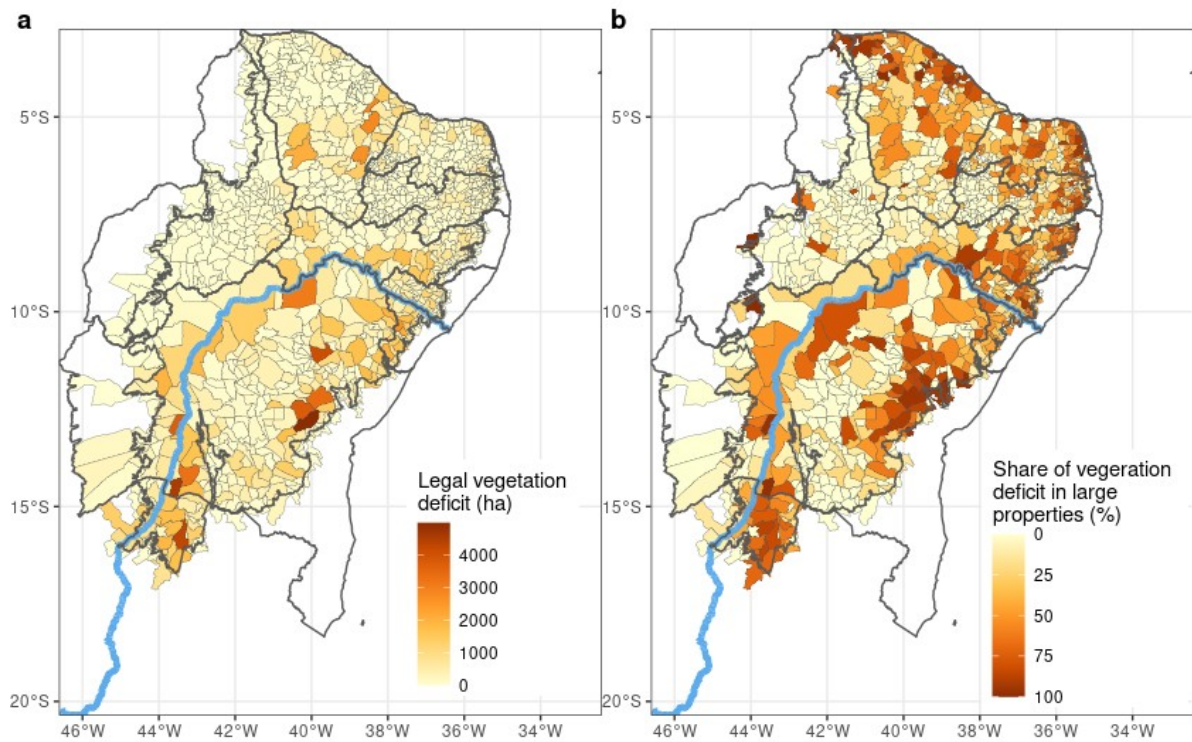 a
b
5°S
10°S
15°S
20°S
46°W 44°W 42°W 40°W 38°W 36°W 34°W
Legal vegetation
deficit (ha)
4000
3000
2000
1000
0
5°S
10°S
15°S
20°S
46°W 44°W 42°W 40°W 38°W 36°W 34°W
Share of vegeration
deficit in large
properties (%)
0
25
50
75
100